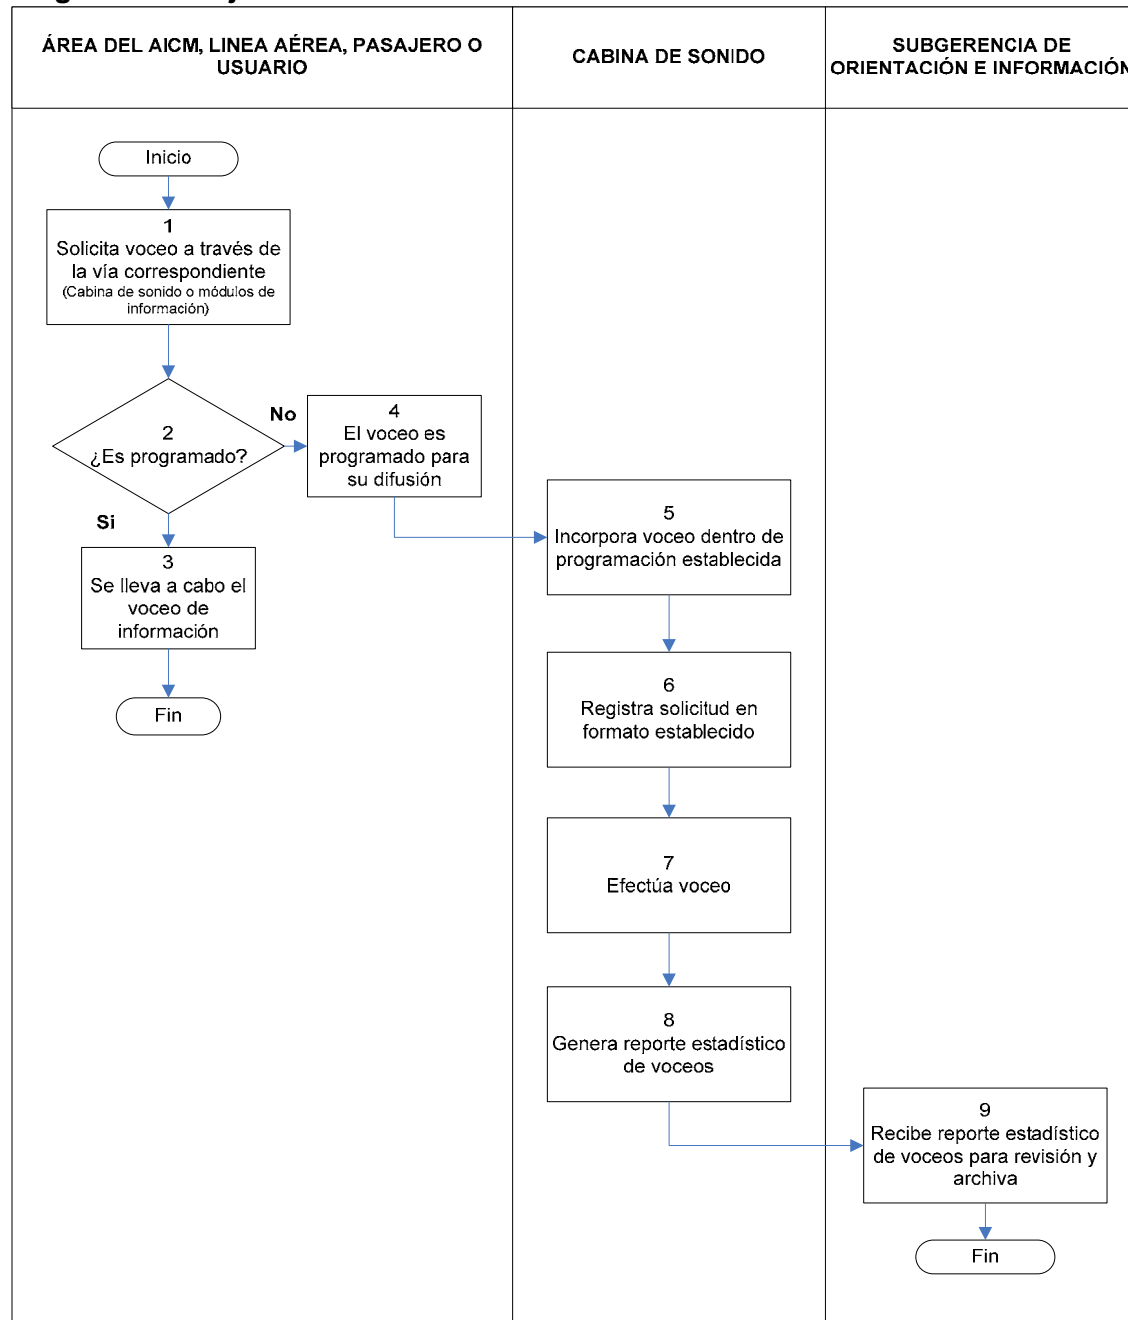 ÁREA DEL AICM, LINEA AÉREA, PASAJERO O
USUARIO
CABINA DE SONIDO
SUBGERENCIA DE
ORIENTACIÓN E INFORMACIÓN
Inicio
1
Solicita voceo a través de
la vía correspondiente
(Cabina de sonido o módulos de
información)
2
¿Es programado?
No
4
El voceo es
programado para
su difusión
Si
3
Se lleva a cabo el
voceo de
información
Fin
5
Incorpora voceo dentro de
programación establecida
6
Registra solicitud en
formato establecido
7
Efectúa voceo
8
Genera reporte estadístico
de voceos
9
Recibe reporte estadístico
de voceos para revisión y
archiva
Fin